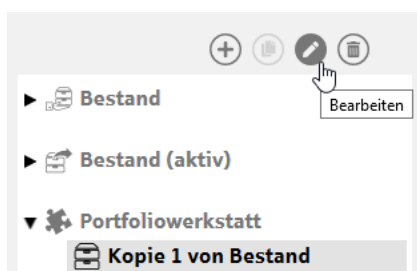 Bearbeiten
Bestand
Bestand (aktiv)
Portfoliowerkstatt
Kopie 1 von Bestand